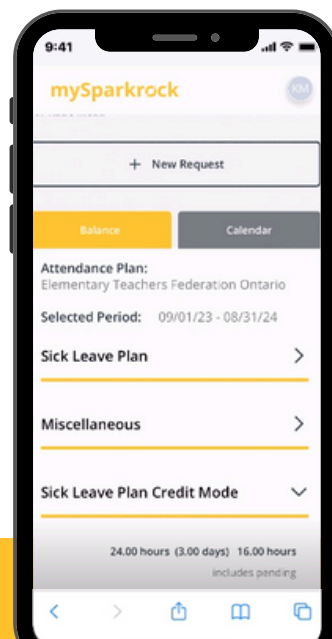 9:41
mySparkrock
KM
+ New Request
Balance Calendar
Attendance Plan:
Elementary Teachers Federation Ontario
Selected Period: 09/01/23 - 08/31/24
Sick Leave Plan
Miscellaneous
Sick Leave Plan Credit Mode
24.00 hours (3.00 days) 16.00 hours
includes pending